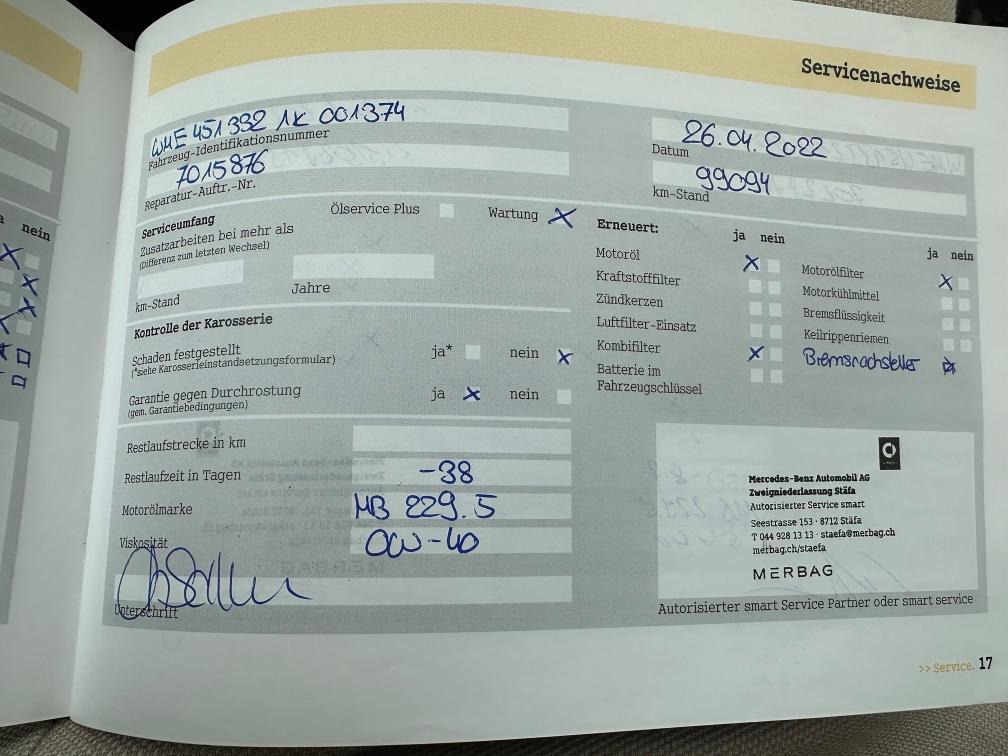 Servicenachweise
WME 451 332 1K 001374
Fahrzeug-Identifikationsnummer
26.04.2022
Datum
7015876
Reparatur-Auftr.-Nr.
99094
km-Stand
Serviceumfang
Ölservice Plus
Wartung X
Zusatzarbeiten bei mehr als
(Differenz zum letzten Wechsel)
km-Stand
Jahre
Kontrolle der Karosserie
Schaden festgestellt ja* nein X
(*siehe Karosserieinstandsetzungsformular)
Garantie gegen Durchrostung ja X nein
(gem. Garantiebedingungen)
Restlaufstrecke in km
Restlaufzeit in Tagen -38
Motorölmarke MB 229.5
Viskosität 0W-40
Unterschrift
Erneuert: ja nein
Motoröl X
Kraftstofffilter
Zündkerzen
Luftfilter-Einsatz
Kombifilter X
Batterie im
Fahrzeugschlüssel
ja nein
Motorölfilter X
Motorkühlmittel
Bremsflüssigkeit
Keilrippenriemen
Bremsnachsteller X
Mercedes-Benz Automobil AG
Zweigniederlassung Stäfa
Autorisierter Service smart
Seestrasse 153 · 8712 Stäfa
T 044 928 13 13 · staefa@merbag.ch
merbag.ch/staefa
MERBAG
Autorisierter smart Service Partner oder smart service
>> Service. 17
nein